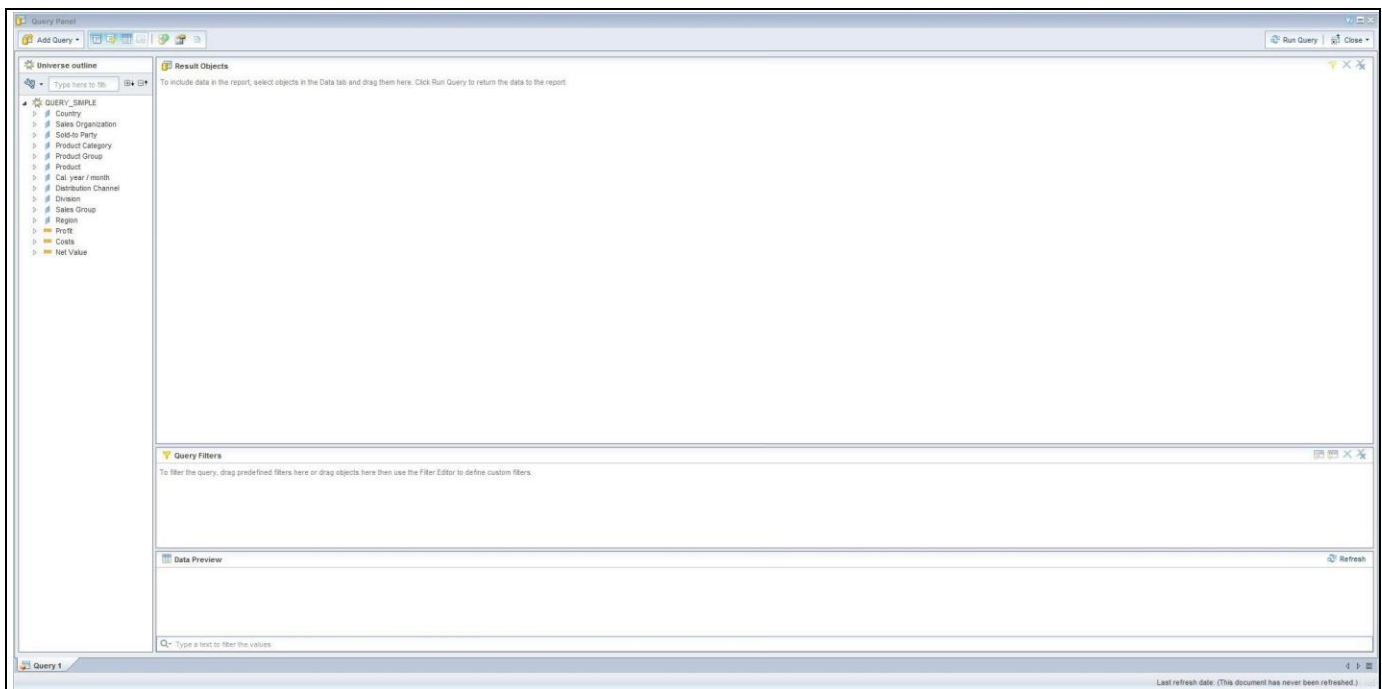 Query Panel
Add Query
Run Query
Close
Universe outline
Type here to filt
QUERY_SIMPLE
Country
Sales Organization
Sold-to Party
Product Category
Product Group
Product
Cal. year / month
Distribution Channel
Division
Sales Group
Region
Profit
Costs
Net Value
Result Objects
To include data in the report, select objects in the Data tab and drag them here. Click Run Query to return the data to the report.
Query Filters
To filter the query, drag predefined filters here or drag objects here then use the Filter Editor to define custom filters.
Data Preview
Refresh
Type a text to filter the values
Query 1
Last refresh date: (This document has never been refreshed.)